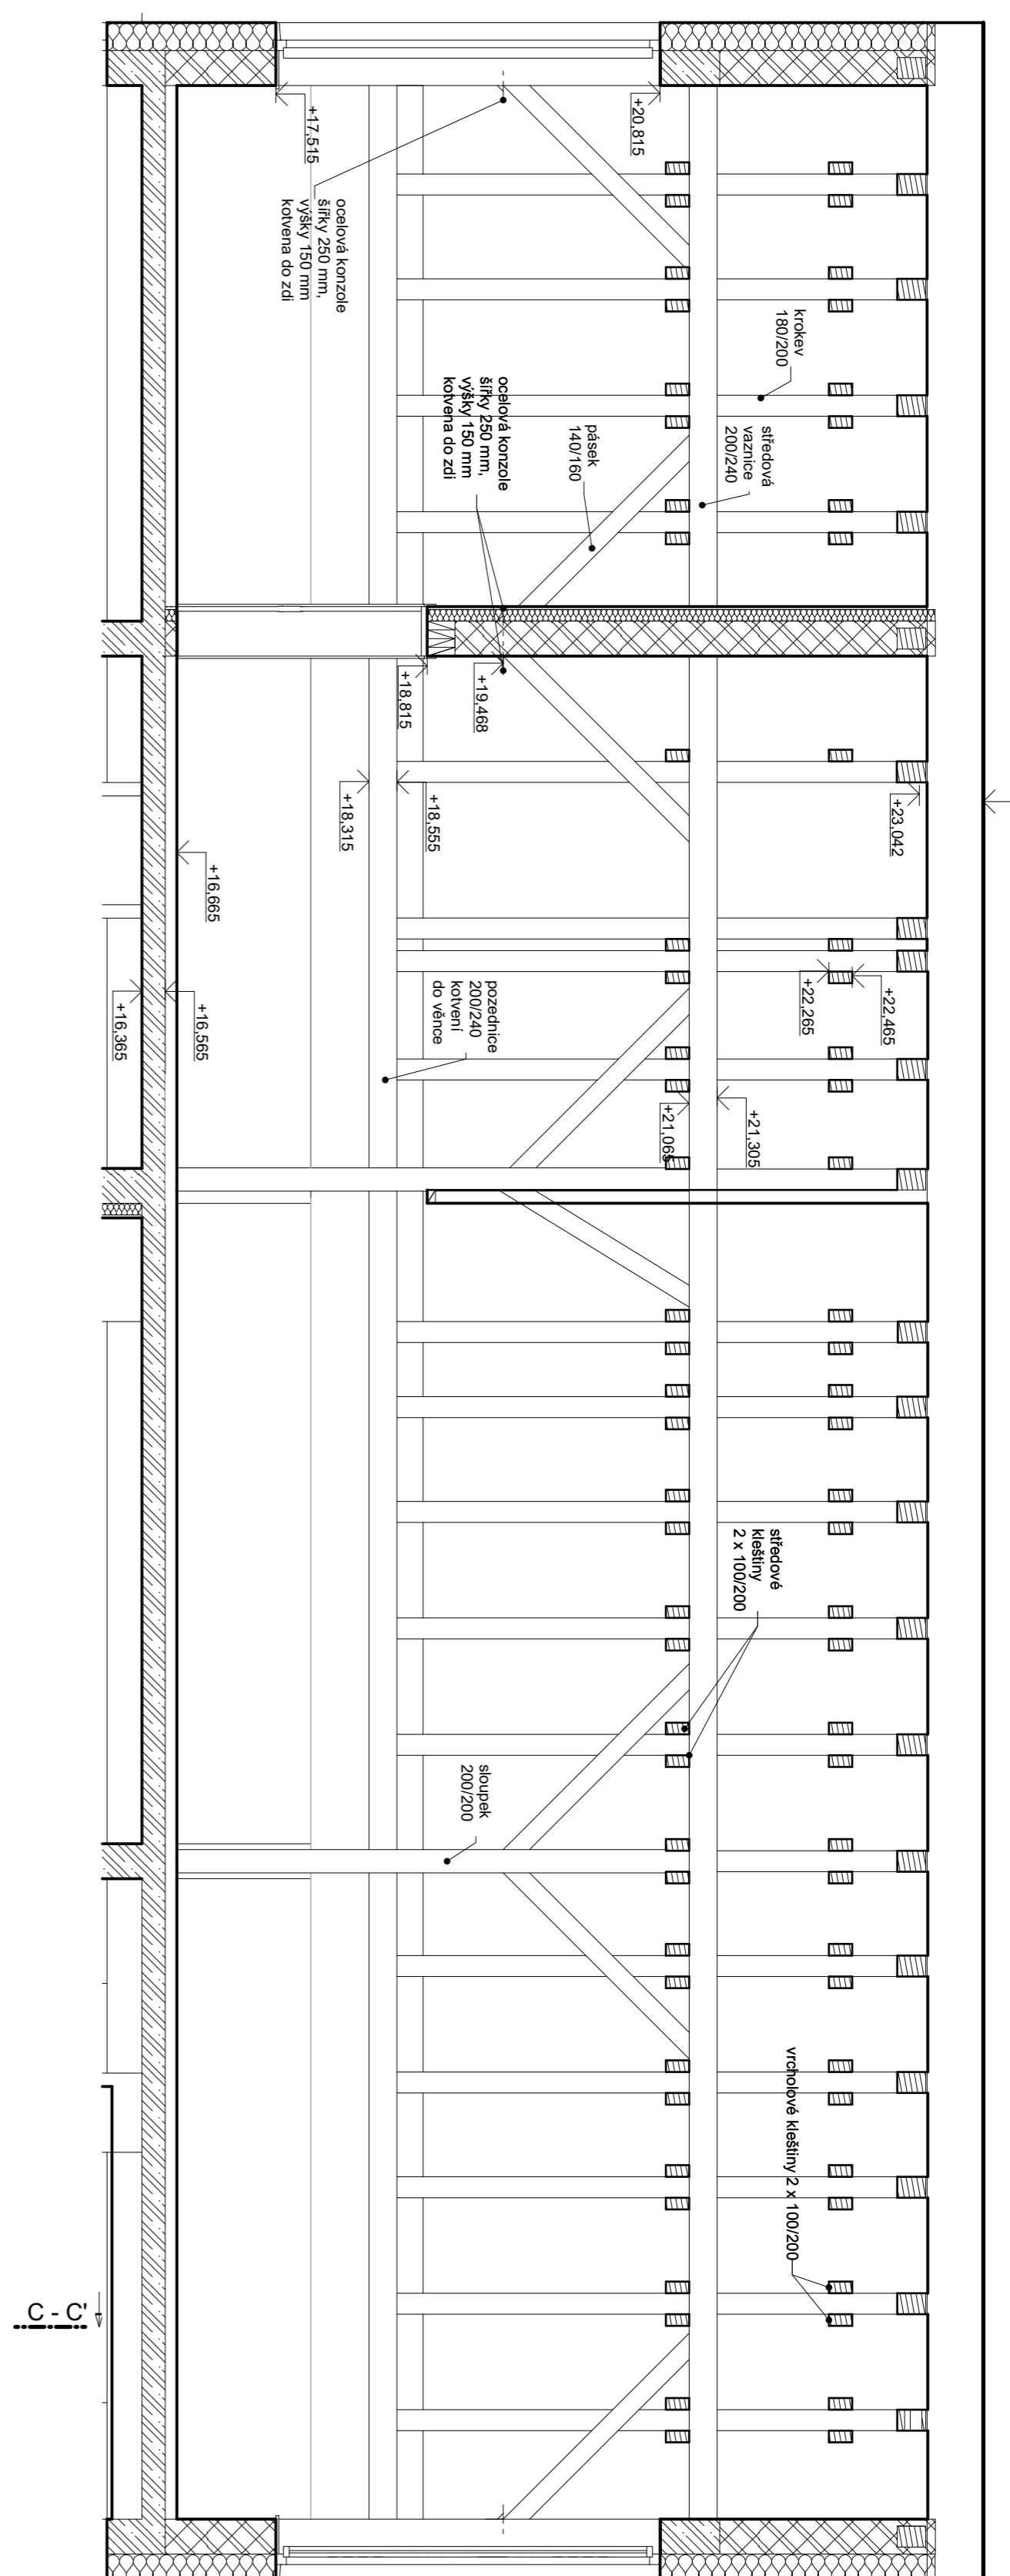 +17,515
+20,815
ocelová konzole
šířky 250 mm,
výšky 150 mm
kotvena do zdi
krokev
180/200
středová
vaznice
200/240
pásek
140/160
ocelová konzole
šířky 250 mm,
výšky 150 mm
kotvena do zdi
+18,815
+19,468
+18,315
+18,555
+23,042
+16,665
+16,365
+16,565
pozednice
200/240
kotvení
do věnce
+22,265
+22,465
+21,065
+21,305
středové
kleštiny
2 x 100/200
sloupek
200/200
vrcholové kleštiny 2 x 100/200
C - C'